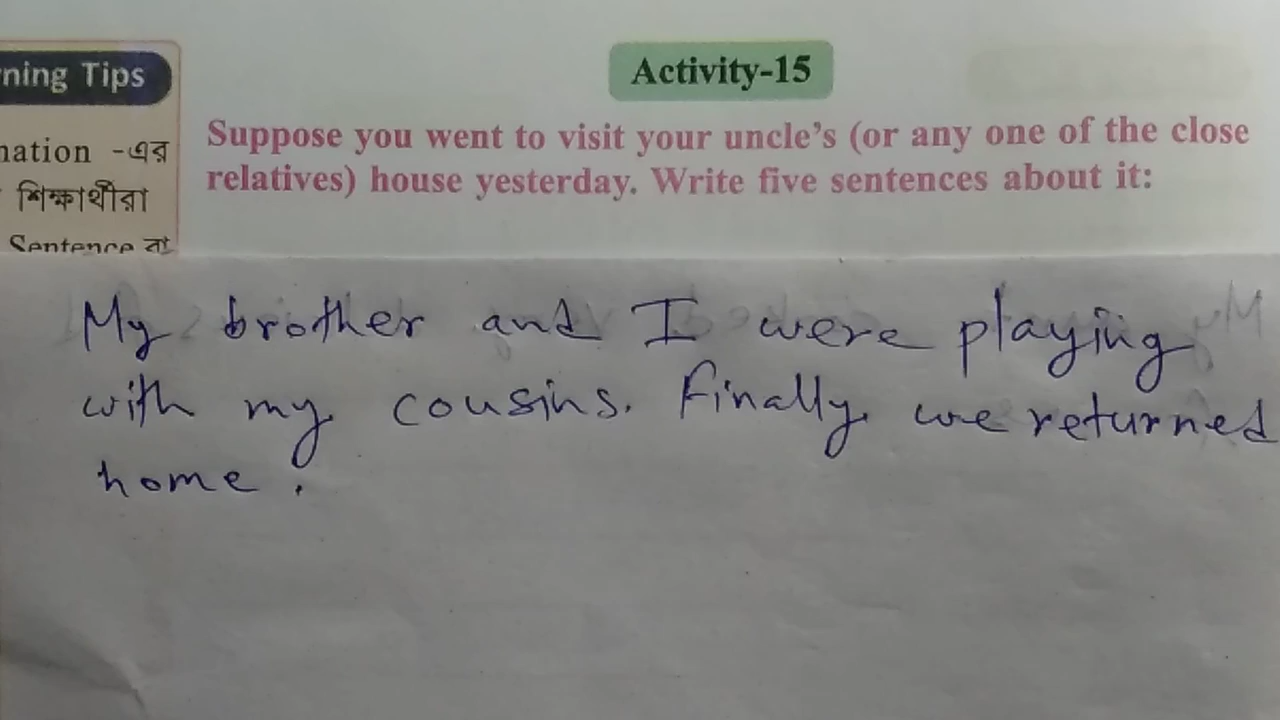 Activity-15
rning Tips
nation -এর
শিক্ষার্থীরা
Sentence বা
Suppose you went to visit your uncle's (or any one of the close
relatives) house yesterday. Write five sentences about it:
My brother and I were playing
with my cousins. Finally we returned
home.